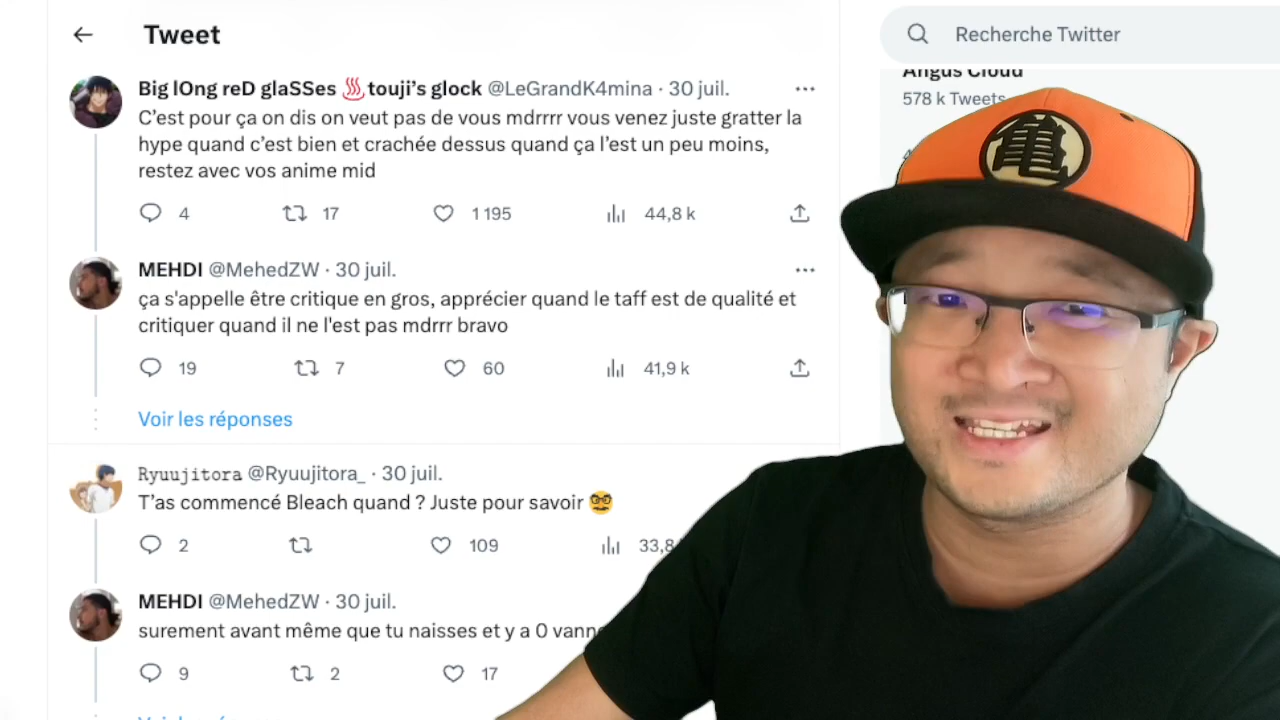 Tweet
Recherche Twitter
Angus Cloud
578 k Tweets
Big lOng reD glaSSes ♨️touji’s glock @LeGrandK4mina · 30 juil.
C’est pour ça on dis on veut pas de vous mdrrrr vous venez juste gratter la
hype quand c’est bien et crachée dessus quand ça l’est un peu moins,
restez avec vos anime mid
4 17 1 195 44,8 k
MEHDI @MehedZW · 30 juil.
ça s'appelle être critique en gros, apprécier quand le taff est de qualité et
critiquer quand il ne l'est pas mdrrr bravo
19 7 60 41,9 k
Voir les réponses
Ryuujitora @Ryuujitora_ · 30 juil.
T’as commencé Bleach quand ? Juste pour savoir 🥸
2 109 33,8
MEHDI @MehedZW · 30 juil.
surement avant même que tu naisses et y a 0 vann
9 2 17
亀